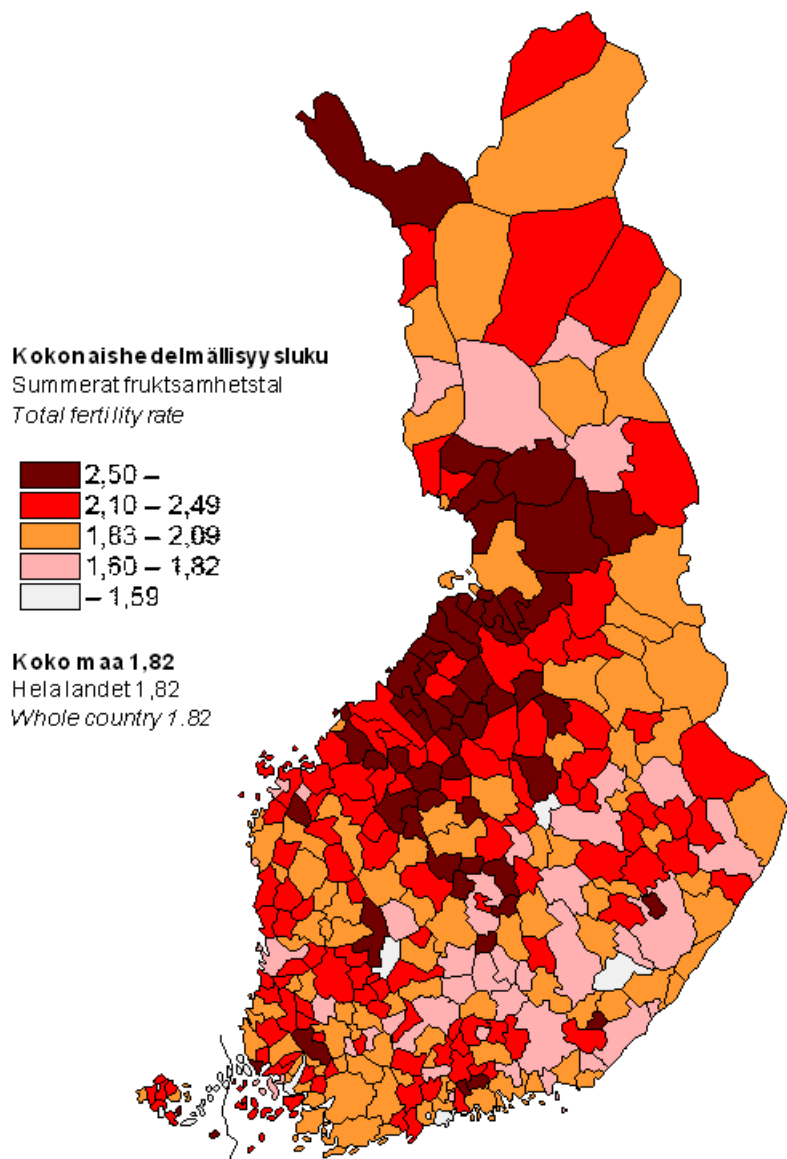 Kokonaishedelmällisyysluku
Summerat fruktsamhetstal
Total fertility rate
2,50 –
2,10 – 2,49
1,83 – 2,09
1,60 – 1,82
– 1,59
Koko maa 1,82
Hela landet 1,82
Whole country 1.82